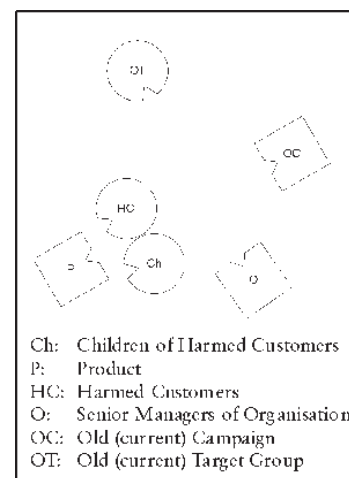 OT
OC
HC
P
Ch
O
Ch: Children of Harmed Customers
P: Product
HC: Harmed Customers
O: Senior Managers of Organisation
OC: Old (current) Campaign
OT: Old (current) Target Group